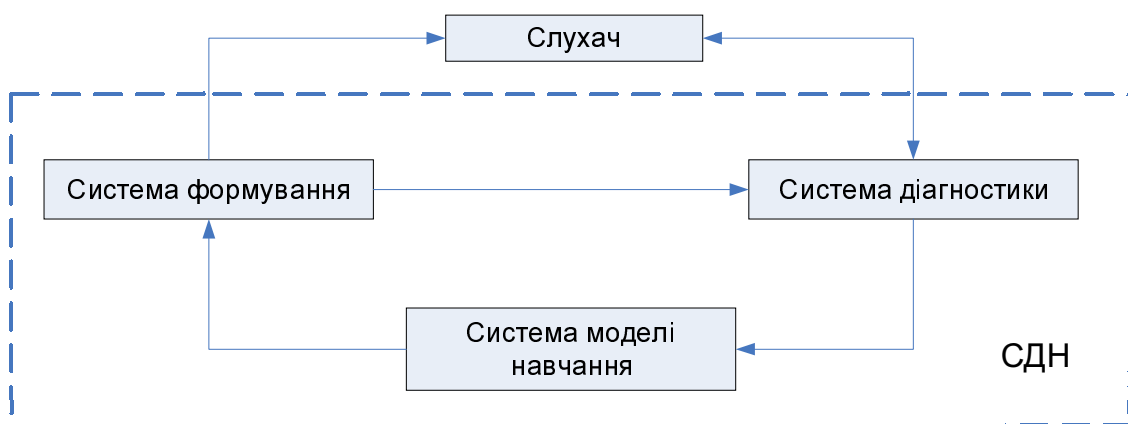 Слухач
Система формування
Система діагностики
Система моделі
навчання
СДН